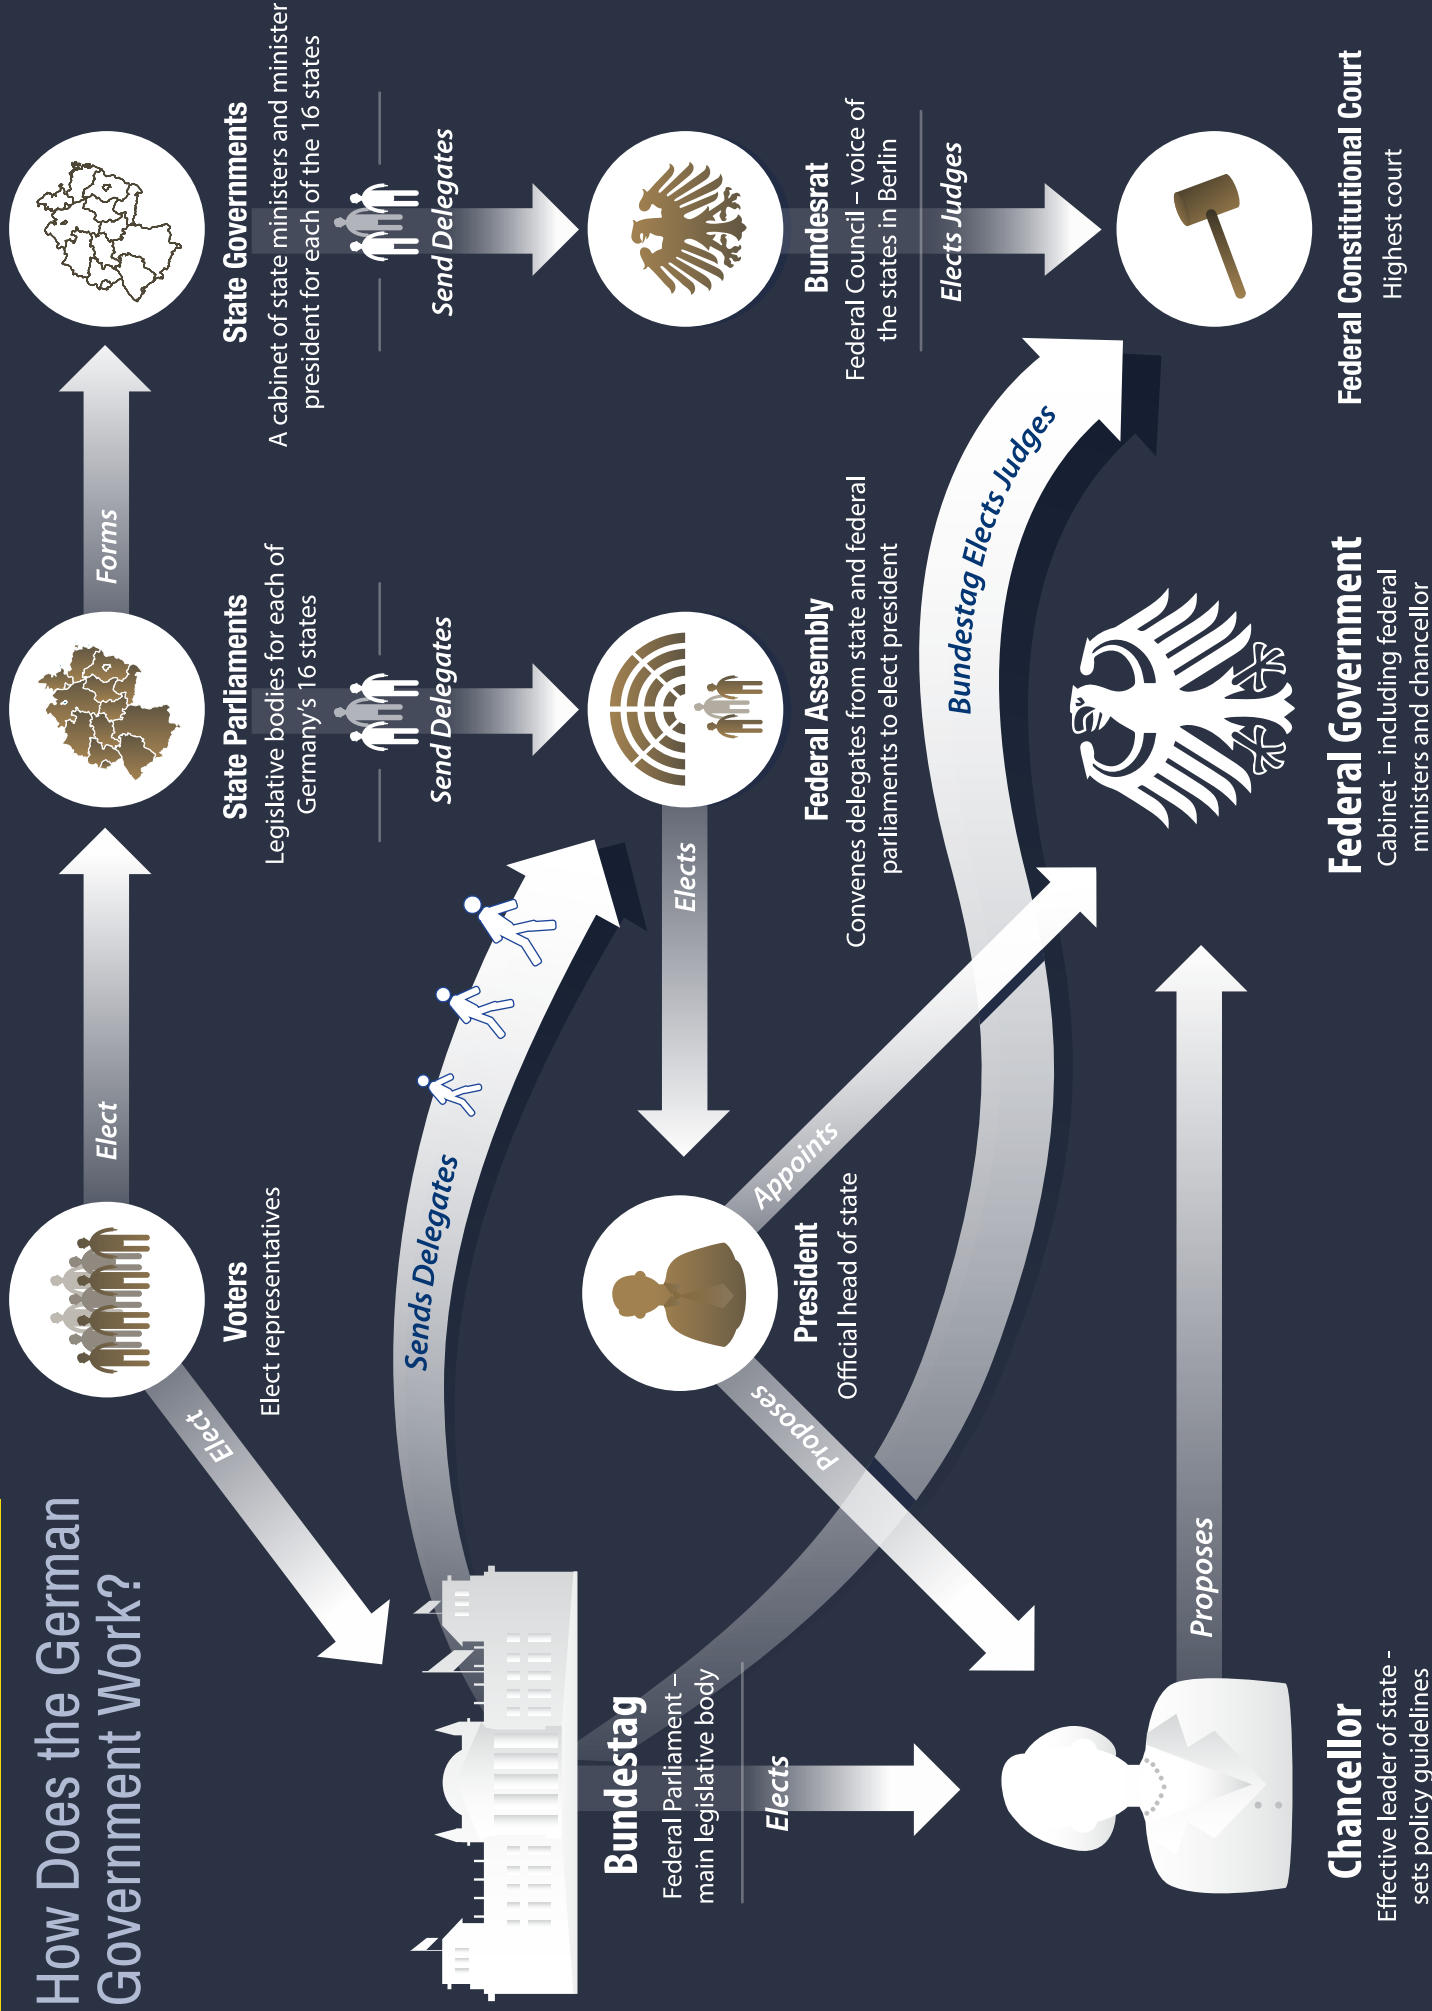 How Does the German
Government Work?
Elect
Elect
Voters
Elect representatives
Forms
State Parliaments
Legislative bodies for each of
Germany's 16 states
Send Delegates
State Governments
A cabinet of state ministers and minister
president for each of the 16 states
Send Delegates
Sends Delegates
Bundestag
Federal Parliament –
main legislative body
Elects
President
Official head of state
Proposes
Appoints
Elects
Federal Assembly
Convenes delegates from state and federal
parliaments to elect president
Bundesrat
Federal Council – voice of
the states in Berlin
Elects Judges
Bundestag Elects Judges
Chancellor
Effective leader of state -
sets policy guidelines
Proposes
Federal Government
Cabinet – including federal
ministers and chancellor
Federal Constitutional Court
Highest court